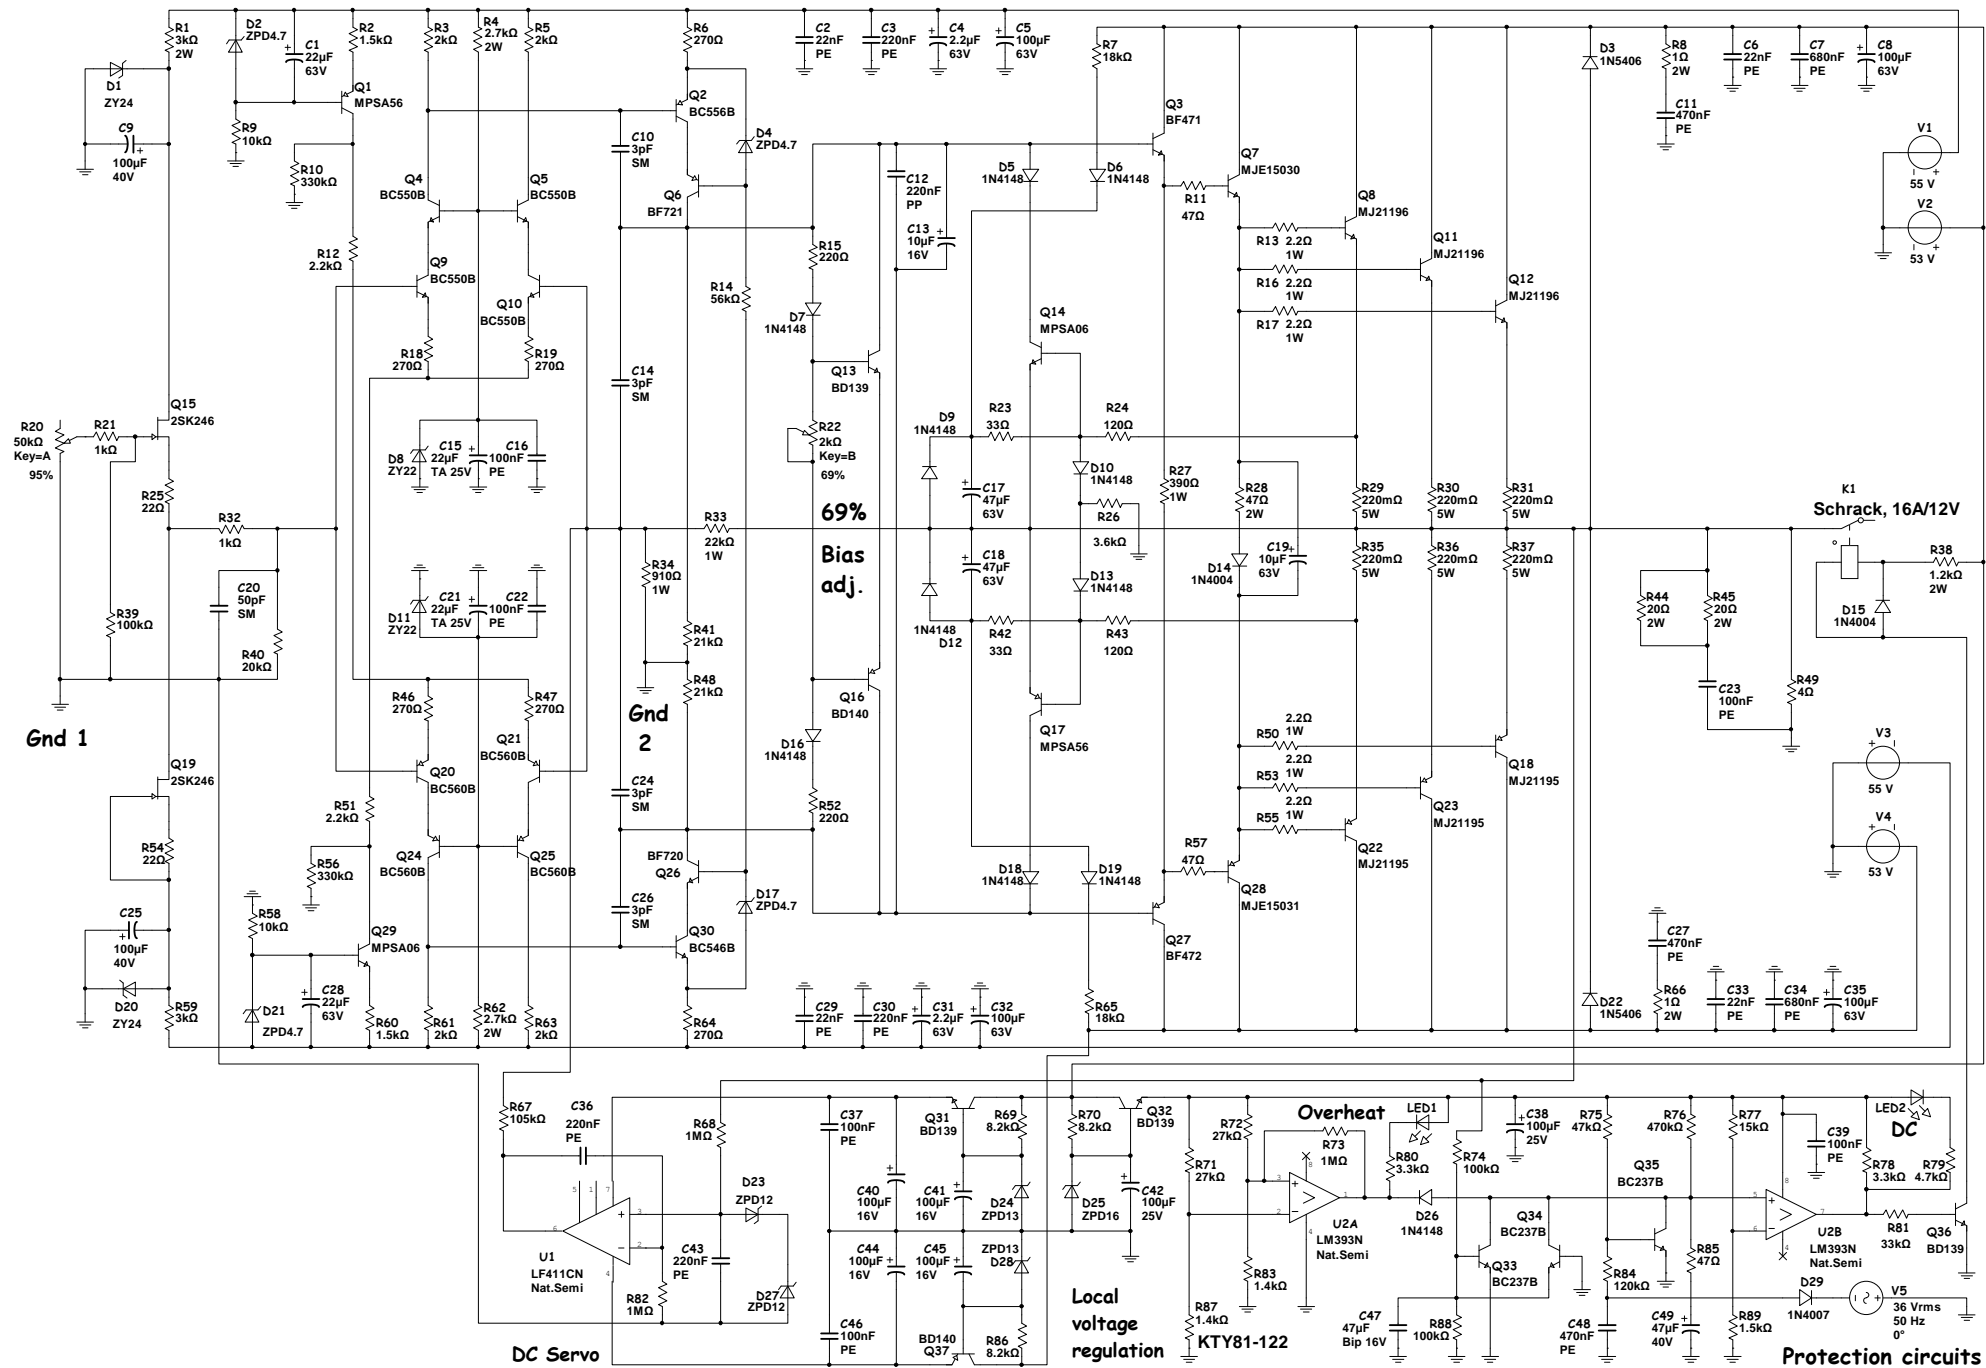 R1
3kΩ
2W
D2
ZPD4.7
C1
22µF
63V
R2
1.5kΩ
R3
2kΩ
R4
2.7kΩ
2W
R5
2kΩ
R6
270Ω
C2
22nF
PE
C3
220nF
PE
C4
2.2µF
63V
C5
100µF
63V
R7
18kΩ
D3
1N5406
R8
1Ω
2W
C6
22nF
PE
C7
680nF
PE
C8
100µF
63V
D1
ZY24
Q1
MPSA56
Q2
BC556B
Q3
BF471
C11
470nF
PE
C9
100µF
40V
R9
10kΩ
R10
330kΩ
C10
3pF
SM
D4
ZPD4.7
V1
55 V
V2
53 V
Q4
BC550B
Q5
BC550B
Q6
BF721
C12
220nF
PP
D5
1N4148
D6
1N4148
Q7
MJE15030
R11
47Ω
Q8
MJ21196
C13
10µF
16V
R12
2.2kΩ
R15
220Ω
R13
2.2Ω
1W
Q11
MJ21196
Q9
BC550B
Q10
BC550B
R14
56kΩ
R16
2.2Ω
1W
Q12
MJ21196
D7
1N4148
Q14
MPSA06
R17
2.2Ω
1W
R18
270Ω
R19
270Ω
C14
3pF
SM
Q13
BD139
Q15
2SK246
R20
50kΩ
Key=A
95%
R21
1kΩ
R22
2kΩ
Key=B
69%
D9
1N4148
R23
33Ω
R24
120Ω
D8
ZY22
C15
22µF
TA 25V
C16
100nF
PE
R25
22Ω
D10
1N4148
C17
47µF
63V
R27
390Ω
1W
R28
47Ω
2W
R29
220mΩ
5W
R30
220mΩ
5W
R31
220mΩ
5W
K1
Schrack, 16A/12V
R32
1kΩ
R33
22kΩ
1W
69%
Bias
adj.
R26
3.6kΩ
R34
910Ω
1W
C18
47µF
63V
D14
1N4004
C19
10µF
63V
R35
220mΩ
5W
R36
220mΩ
5W
R37
220mΩ
5W
R38
1.2kΩ
2W
D13
1N4148
C20
50pF
SM
D11
ZY22
C21
22µF
TA 25V
C22
100nF
PE
R44
20Ω
2W
R45
20Ω
2W
D15
1N4004
R39
100kΩ
R40
20kΩ
R41
21kΩ
1N4148
D12
R42
33Ω
R43
120Ω
R46
270Ω
R47
270Ω
R48
21kΩ
Q16
BD140
C23
100nF
PE
R49
4Ω
Gnd 1
Gnd
2
Q17
MPSA56
D16
1N4148
Q21
BC560B
Q20
BC560B
2.2Ω
1W
R50
Q18
MJ21195
V3
55 V
Q19
2SK246
R51
2.2kΩ
C24
3pF
SM
R52
220Ω
2.2Ω
1W
R53
Q23
MJ21195
2.2Ω
1W
R55
V4
53 V
R54
22Ω
R56
330kΩ
Q24
BC560B
Q25
BC560B
BF720
Q26
D18
1N4148
D19
1N4148
R57
47Ω
Q22
MJ21195
Q28
MJE15031
D17
ZPD4.7
C26
3pF
SM
C25
100µF
40V
R58
10kΩ
Q29
MPSA06
Q30
BC546B
Q27
BF472
C27
470nF
PE
D20
ZY24
R59
3kΩ
D21
ZPD4.7
C28
22µF
63V
R60
1.5kΩ
R61
2kΩ
R62
2.7kΩ
2W
R63
2kΩ
R64
270Ω
C29
22nF
PE
C30
220nF
PE
C31
2.2µF
63V
C32
100µF
63V
R65
18kΩ
D22
1N5406
R66
1Ω
2W
C33
22nF
PE
C34
680nF
PE
C35
100µF
63V
R67
105kΩ
C36
220nF
PE
R68
1MΩ
C37
100nF
PE
Q31
BD139
R69
8.2kΩ
R70
8.2kΩ
Q32
BD139
R72
27kΩ
Overheat
R73
1MΩ
LED1
C38
100µF
25V
R75
47kΩ
R76
470kΩ
R77
15kΩ
LED2
DC
C39
100nF
PE
R71
27kΩ
R80
3.3kΩ
R74
100kΩ
Q35
BC237B
R78
3.3kΩ
R79
4.7kΩ
D23
ZPD12
C40
100µF
16V
C41
100µF
16V
D24
ZPD13
D25
ZPD16
C42
100µF
25V
U2A
LM393N
Nat.Semi
D26
1N4148
Q34
BC237B
U2B
LM393N
Nat.Semi
R81
33kΩ
Q36
BD139
U1
LF411CN
Nat.Semi
C43
220nF
PE
C44
100µF
16V
C45
100µF
16V
ZPD13
D28
R82
1MΩ
D27
ZPD12
R83
1.4kΩ
Q33
BC237B
R85
47Ω
R84
120kΩ
D29
1N4007
V5
36 Vrms
50 Hz
0°
DC Servo
C46
100nF
PE
BD140
Q37
R86
8.2kΩ
Local
voltage
regulation
R87
1.4kΩ
KTY81-122
C47
47µF
Bip 16V
R88
100kΩ
C48
470nF
PE
C49
47µF
40V
R89
1.5kΩ
Protection circuits